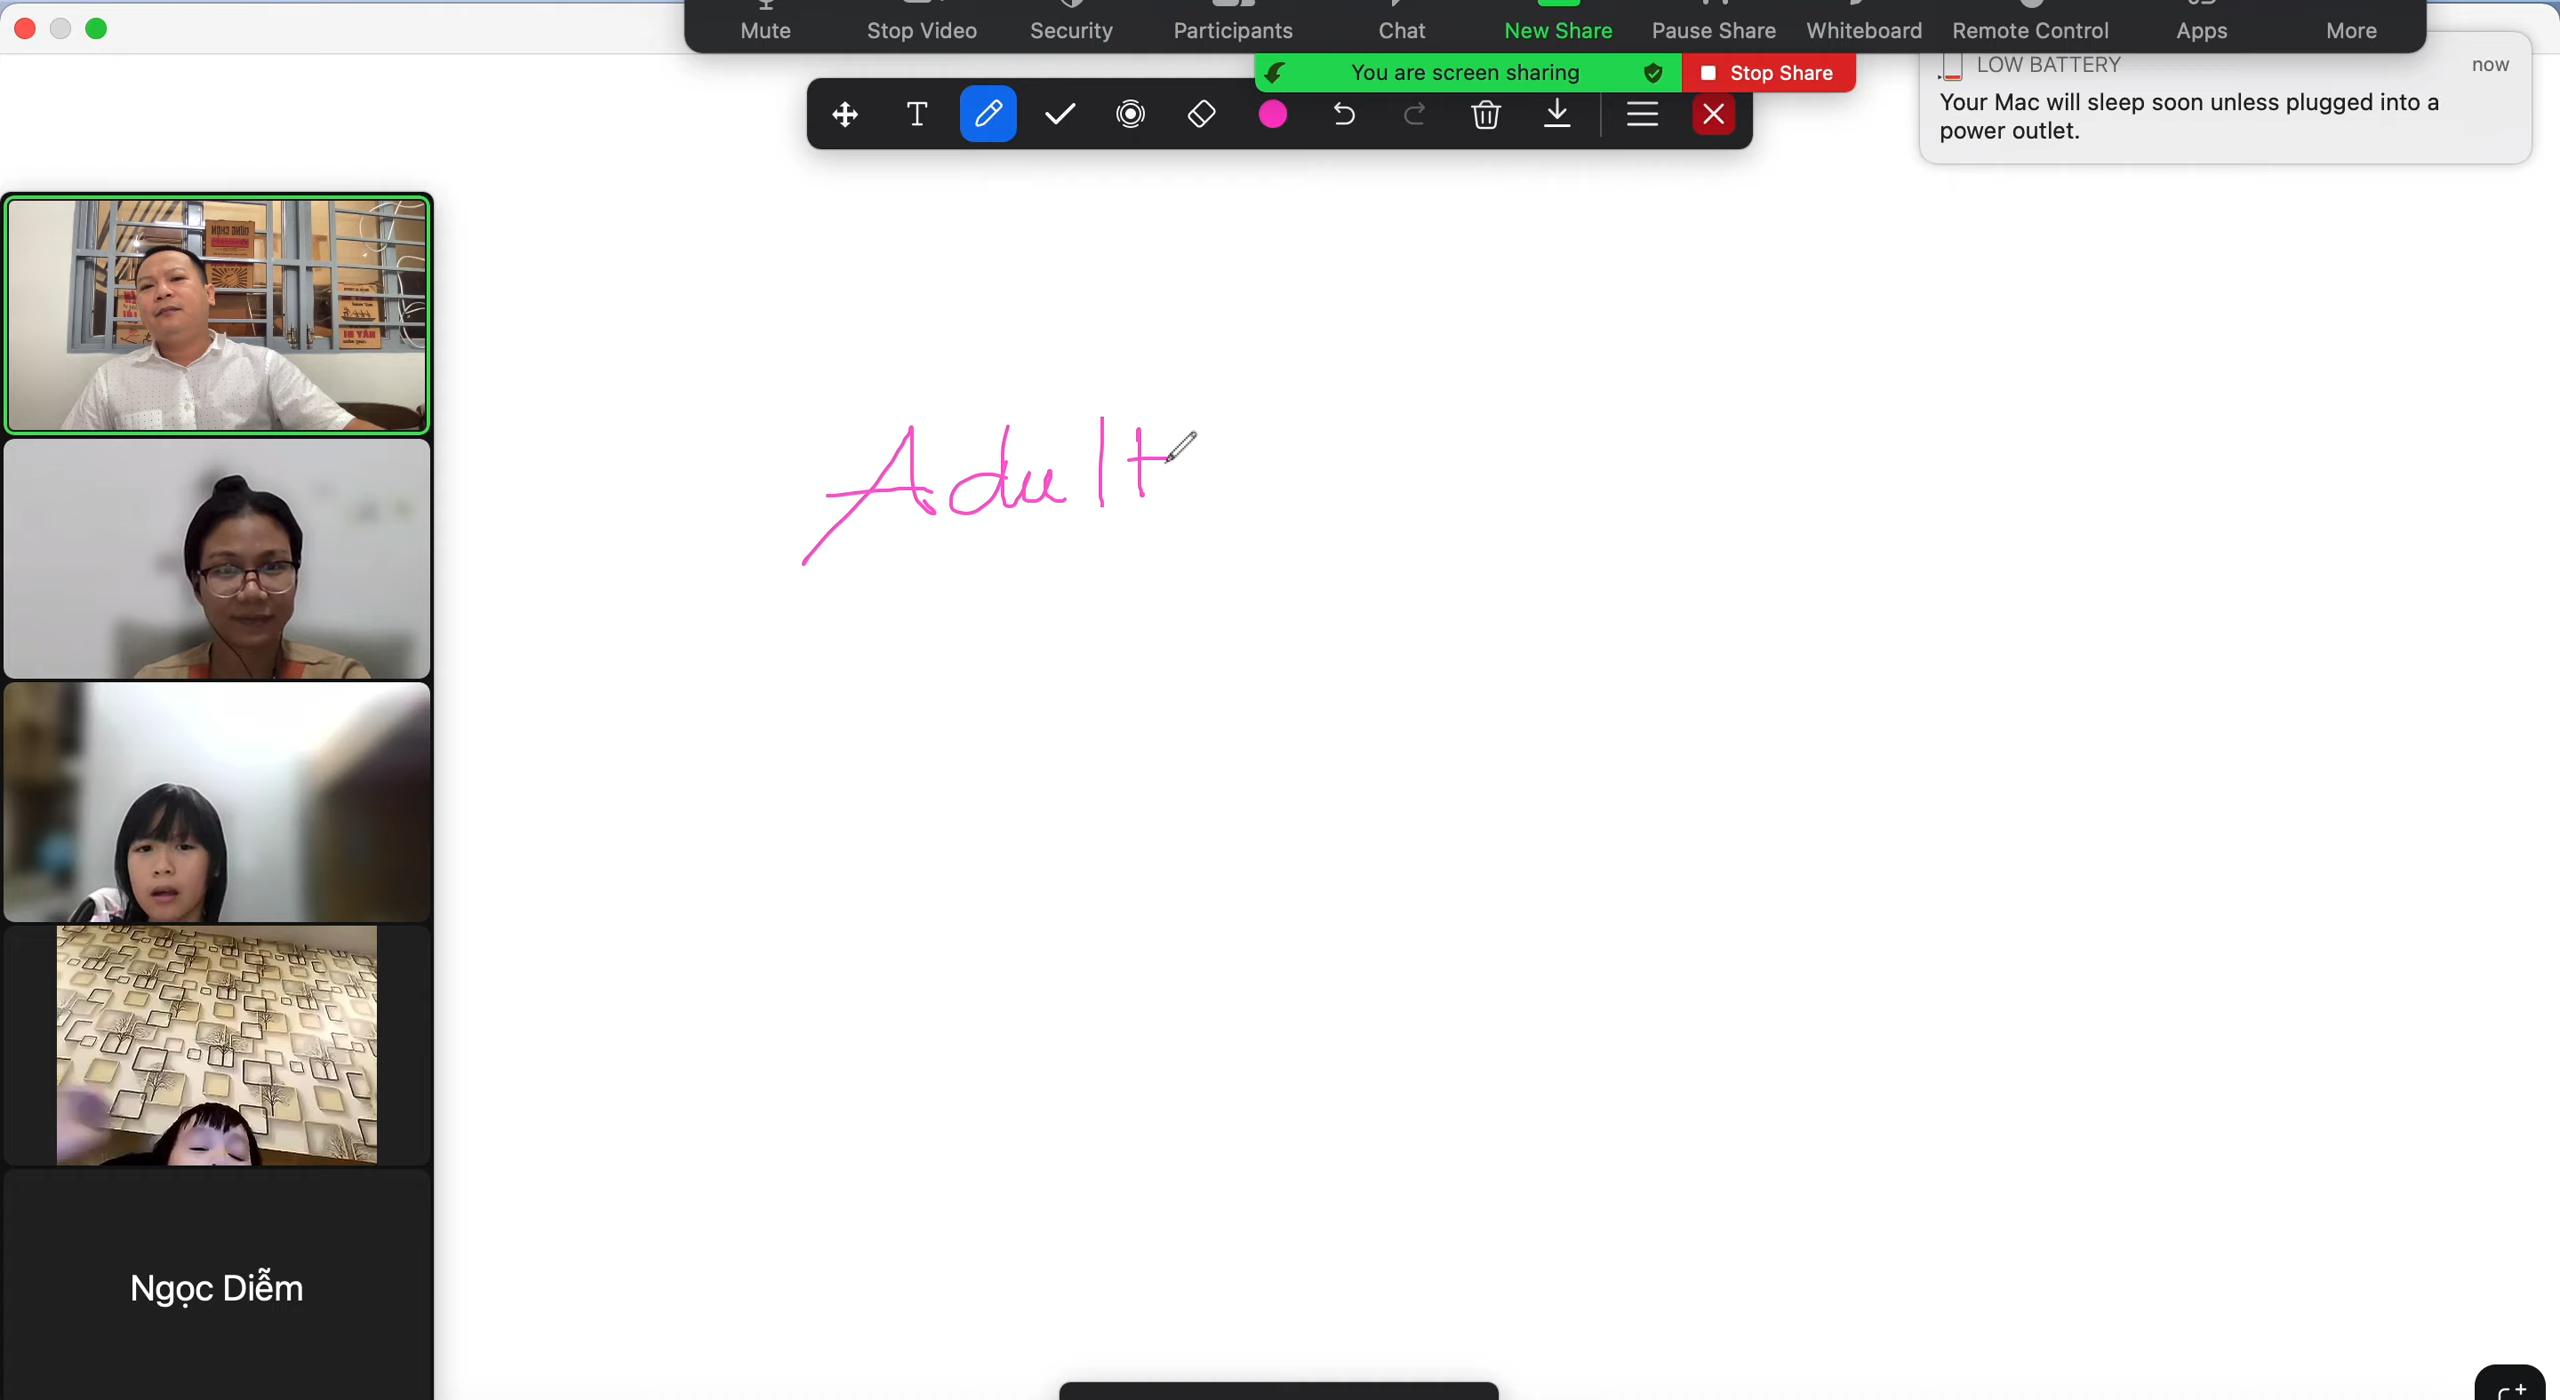 Mute Stop Video Security Participants Chat New Share Pause Share Whiteboard Remote Control Apps More
You are screen sharing Stop Share
LOW BATTERY now
Your Mac will sleep soon unless plugged into a
power outlet.
T
Adult
Ngọc Diễm